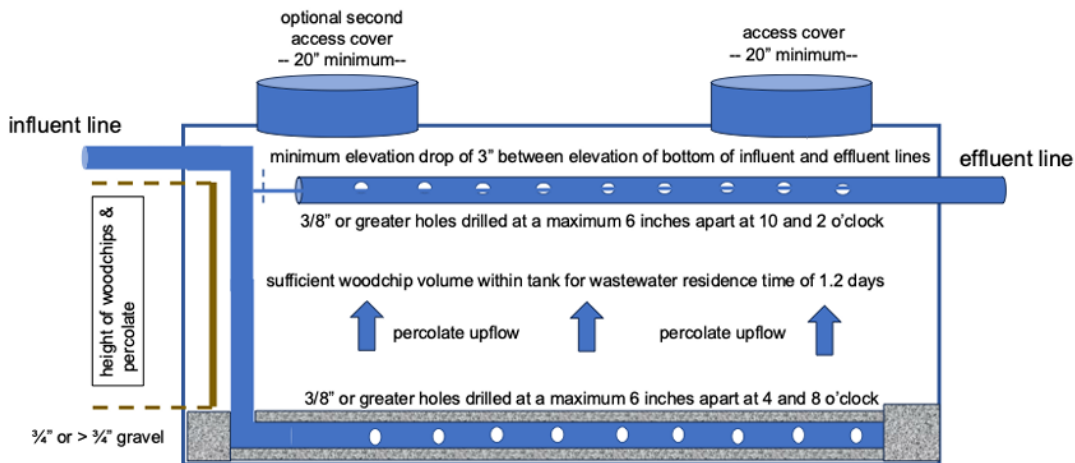 optional second
access cover
-- 20” minimum--
access cover
-- 20” minimum--
influent line
minimum elevation drop of 3” between elevation of bottom of influent and effluent lines
effluent line
3/8” or greater holes drilled at a maximum 6 inches apart at 10 and 2 o’clock
height of woodchips &
percolate
sufficient woodchip volume within tank for wastewater residence time of 1.2 days
percolate upflow
percolate upflow
3/8” or greater holes drilled at a maximum 6 inches apart at 4 and 8 o’clock
¾” or > ¾” gravel